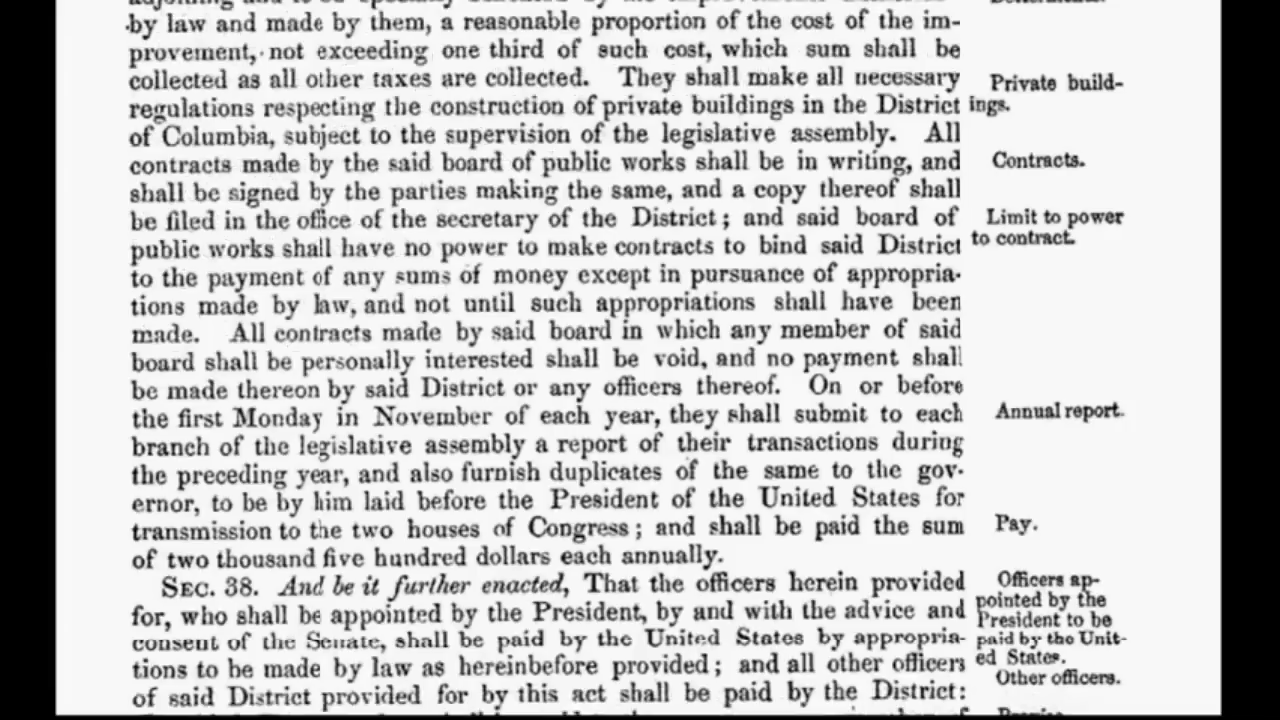 by law and made by them, a reasonable proportion of the cost of the im-
provement, not exceeding one third of such cost, which sum shall be
collected as all other taxes are collected. They shall make all necessary
regulations respecting the construction of private buildings in the District
of Columbia, subject to the supervision of the legislative assembly. All
contracts made by the said board of public works shall be in writing, and
shall be signed by the parties making the same, and a copy thereof shall
be filed in the office of the secretary of the District; and said board of
public works shall have no power to make contracts to bind said District
to the payment of any sums of money except in pursuance of appropria-
tions made by law, and not until such appropriations shall have been
made. All contracts made by said board in which any member of said
board shall be personally interested shall be void, and no payment shall
be made thereon by said District or any officers thereof. On or before
the first Monday in November of each year, they shall submit to each
branch of the legislative assembly a report of their transactions during
the preceding year, and also furnish duplicates of the same to the gov-
ernor, to be by him laid before the President of the United States for
transmission to the two houses of Congress; and shall be paid the sum
of two thousand five hundred dollars each annually.
SEC. 38. And be it further enacted, That the officers herein provided
for, who shall be appointed by the President, by and with the advice and
consent of the Senate, shall be paid by the United States by appropria-
tions to be made by law as hereinbefore provided; and all other officers
of said District provided for by this act shall be paid by the District:
Private build-
ings.
Contracts.
Limit to power
to contract.
Annual report.
Pay.
Officers ap-
pointed by the
President to be
paid by the Unit-
ed States.
Other officers.